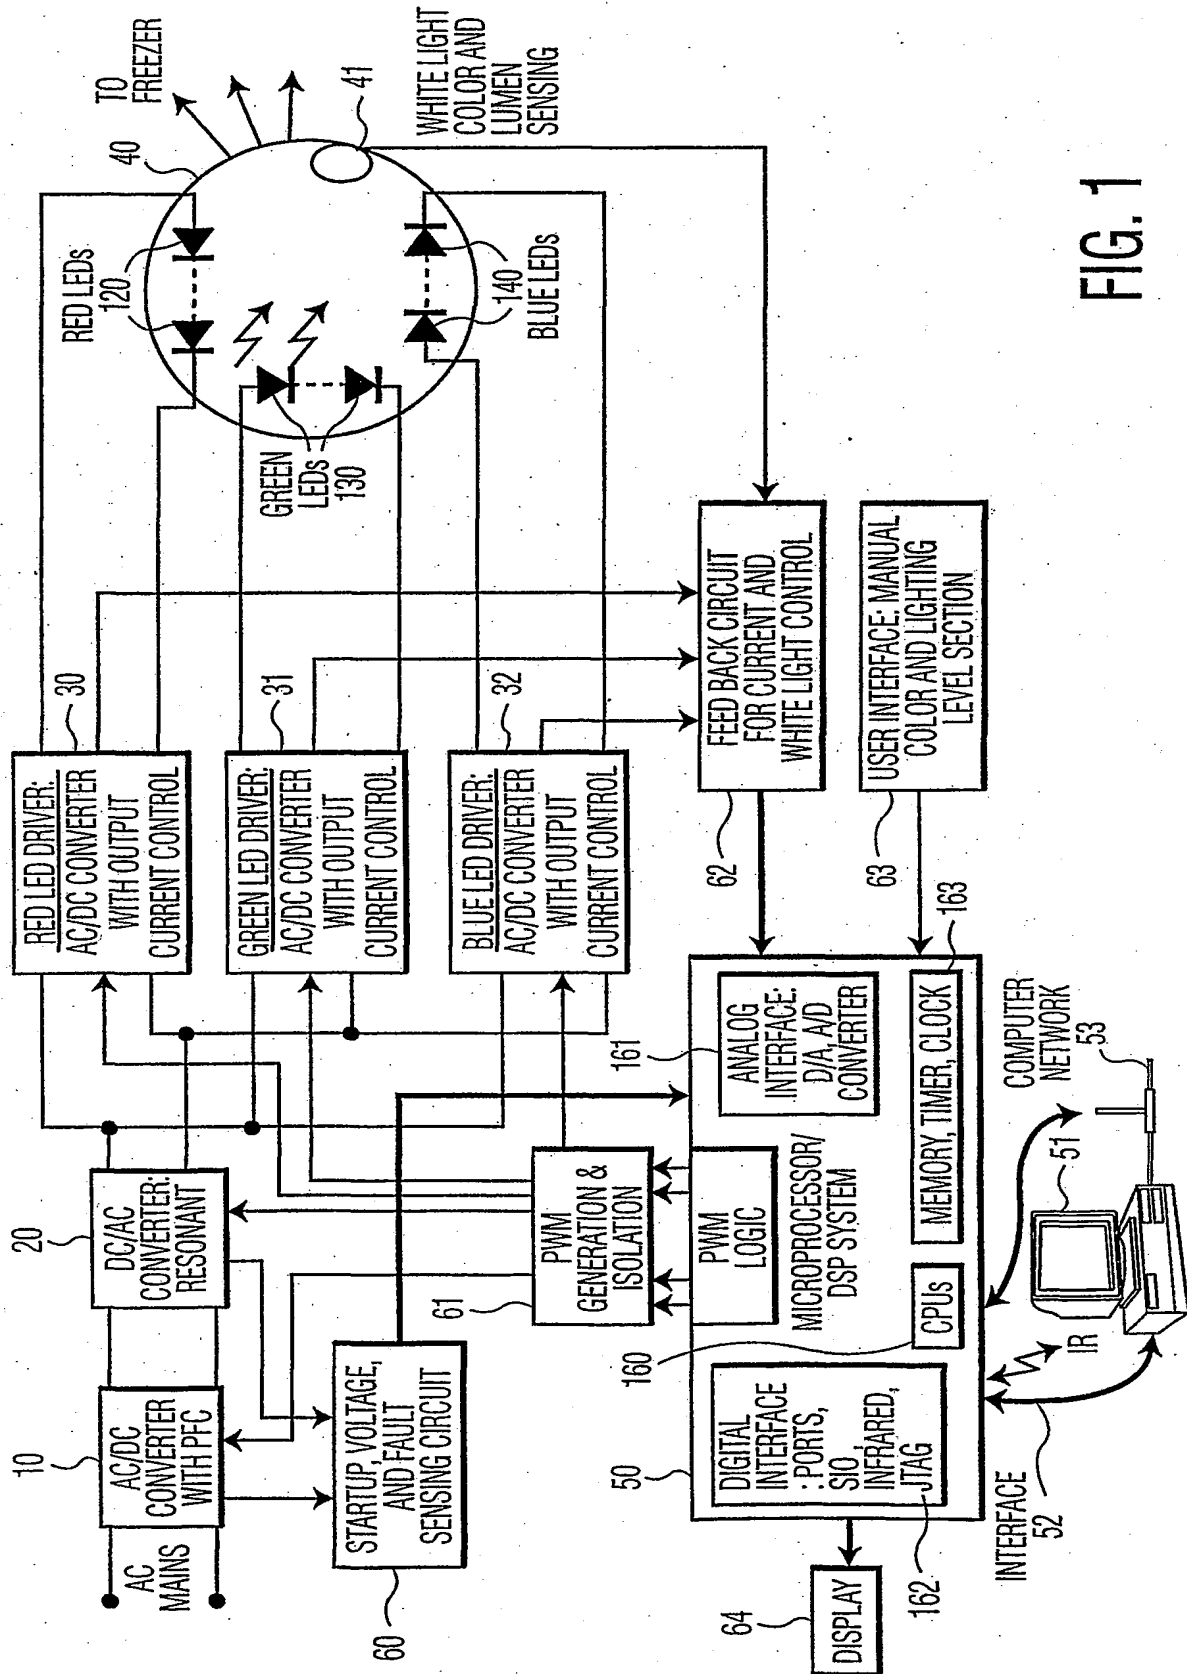 TO
FREEZER
40
RED LEDs
120
GREEN
LEDs
130
140
BLUE LEDs
41
WHITE LIGHT
COLOR AND
LUMEN
SENSING
30
RED LED DRIVER:
AC/DC CONVERTER
WITH OUTPUT
CURRENT CONTROL
31
GREEN LED DRIVER:
AC/DC CONVERTER
WITH OUTPUT
CURRENT CONTROL
32
BLUE LED DRIVER:
AC/DC CONVERTER
WITH OUTPUT
CURRENT CONTROL
FEED BACK CIRCUIT
FOR CURRENT AND
WHITE LIGHT CONTROL
62
USER INTERFACE: MANUAL
COLOR AND LIGHTING
LEVEL SECTION
63
20
DC/AC
CONVERTER:
RESONANT
10
AC/DC
CONVERTER
WITH PFC
AC
MAINS
STARTUP, VOLTAGE,
AND FAULT
SENSING CIRCUIT
60
61
PWM
GENERATION &
ISOLATION
PWM
LOGIC
161
ANALOG
INTERFACE:
D/A, A/D
CONVERTER
MICROPROCESSOR/
DSP SYSTEM
163
MEMORY, TIMER, CLOCK
160
CPUs
50
DIGITAL
INTERFACE
: PORTS,
SIO,
INFRARED,
JTAG
162
64
DISPLAY
INTERFACE
52
IR
51
COMPUTER
NETWORK
53
FIG. 1